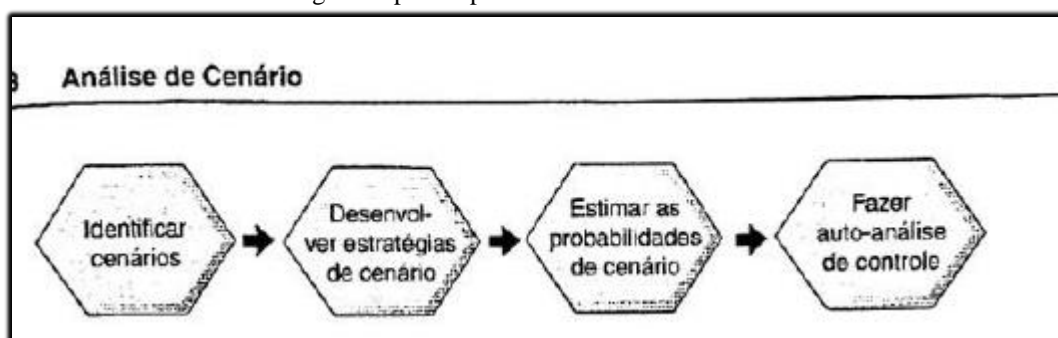 Análise de Cenário
Identificar
cenários
Desenvol-
ver estratégias
de cenário
Estimar as
probabilidades
de cenário
Fazer
auto-análise
de controle